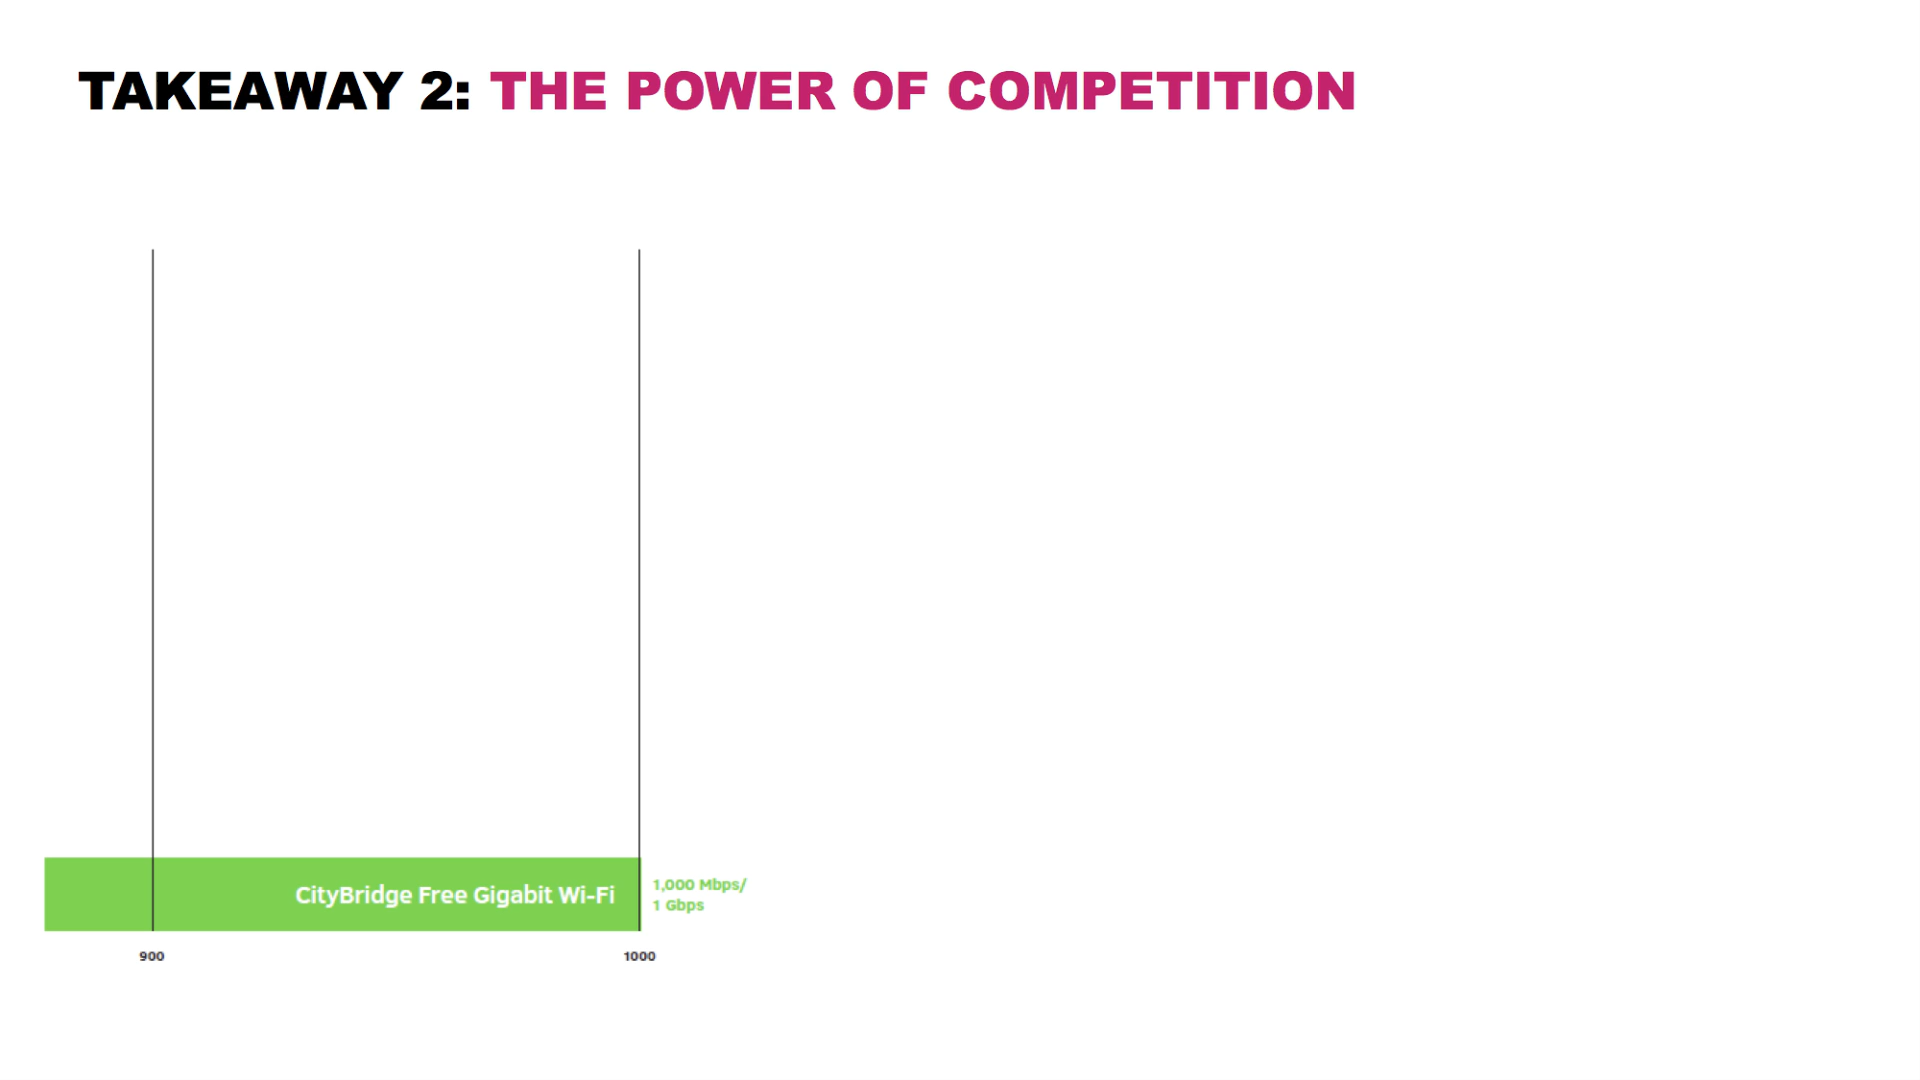 TAKEAWAY 2: THE POWER OF COMPETITION
CityBridge Free Gigabit Wi-Fi
1,000 Mbps/
1 Gbps
900
1000